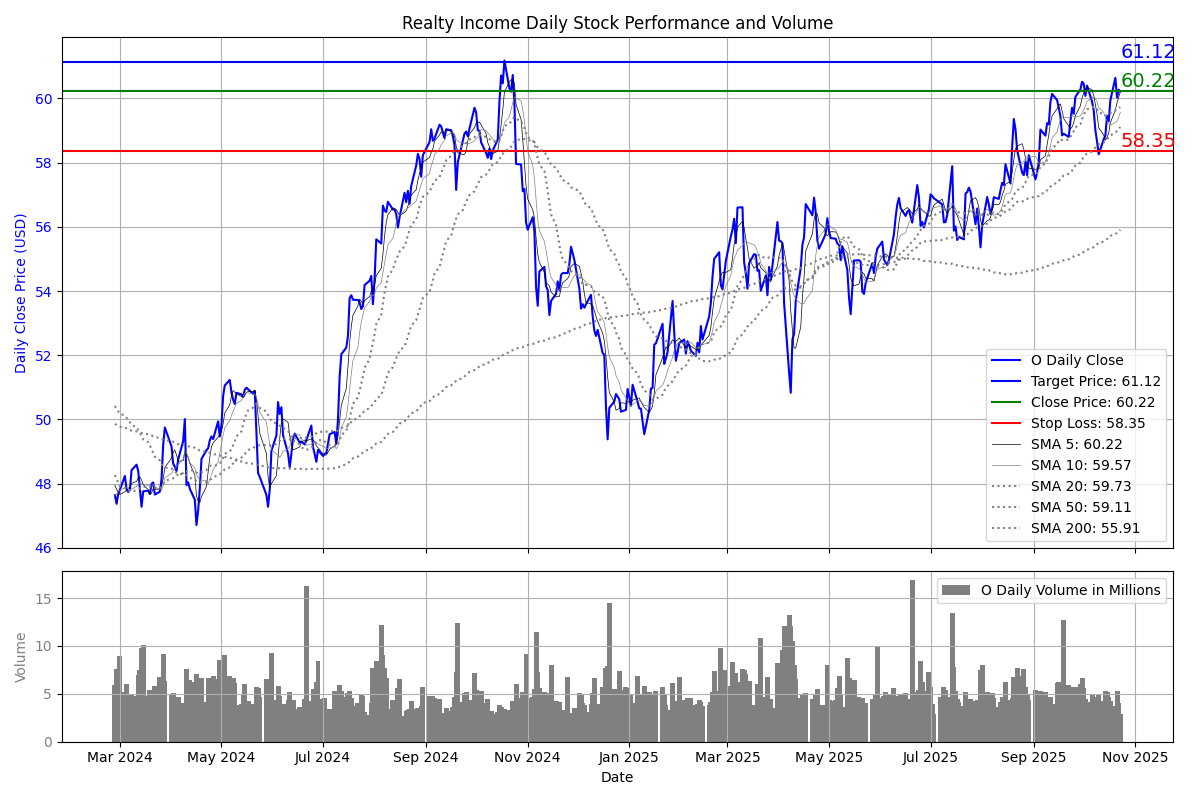 Realty Income Daily Stock Performance and Volume
61.12
60.22
58.35
60
58
56
54
52
50
48
46
Daily Close Price (USD)
O Daily Close
Target Price: 61.12
Close Price: 60.22
Stop Loss: 58.35
SMA 5: 60.22
SMA 10: 59.57
SMA 20: 59.73
SMA 50: 59.11
SMA 200: 55.91
O Daily Volume in Millions
15
10
5
0
Volume
Mar 2024 May 2024 Jul 2024 Sep 2024 Nov 2024 Jan 2025 Mar 2025 May 2025 Jul 2025 Sep 2025 Nov 2025
Date